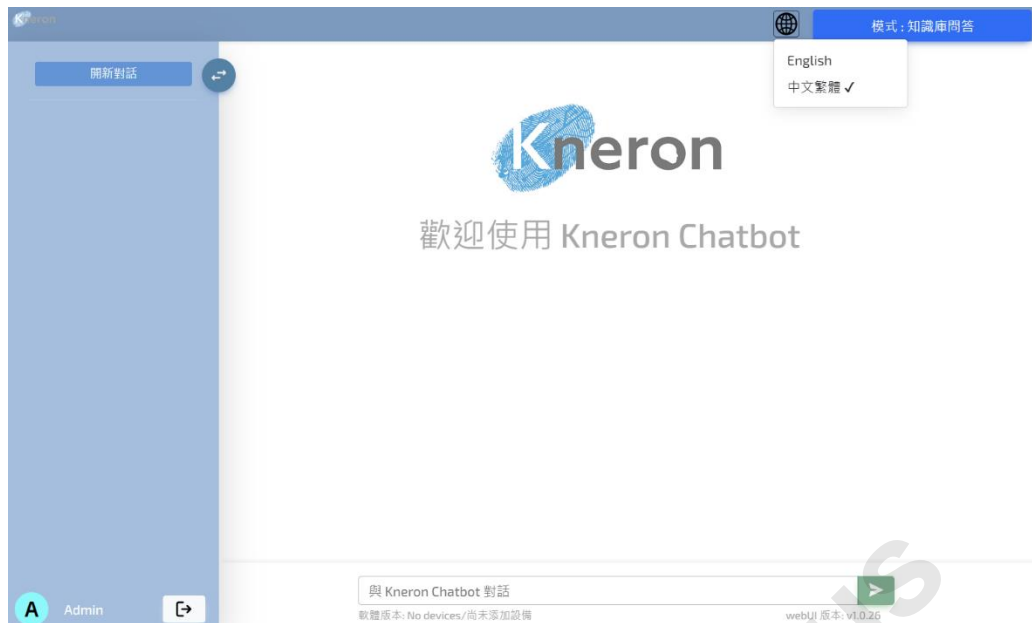 Kneron
模式 : 知識庫問答
English
中文繁體 ✓
開新對話
Kneron
歡迎使用 Kneron Chatbot
與 Kneron Chatbot 對話
軟體版本: No devices/尚未添加設備
webUI 版本: v1.0.26
A Admin